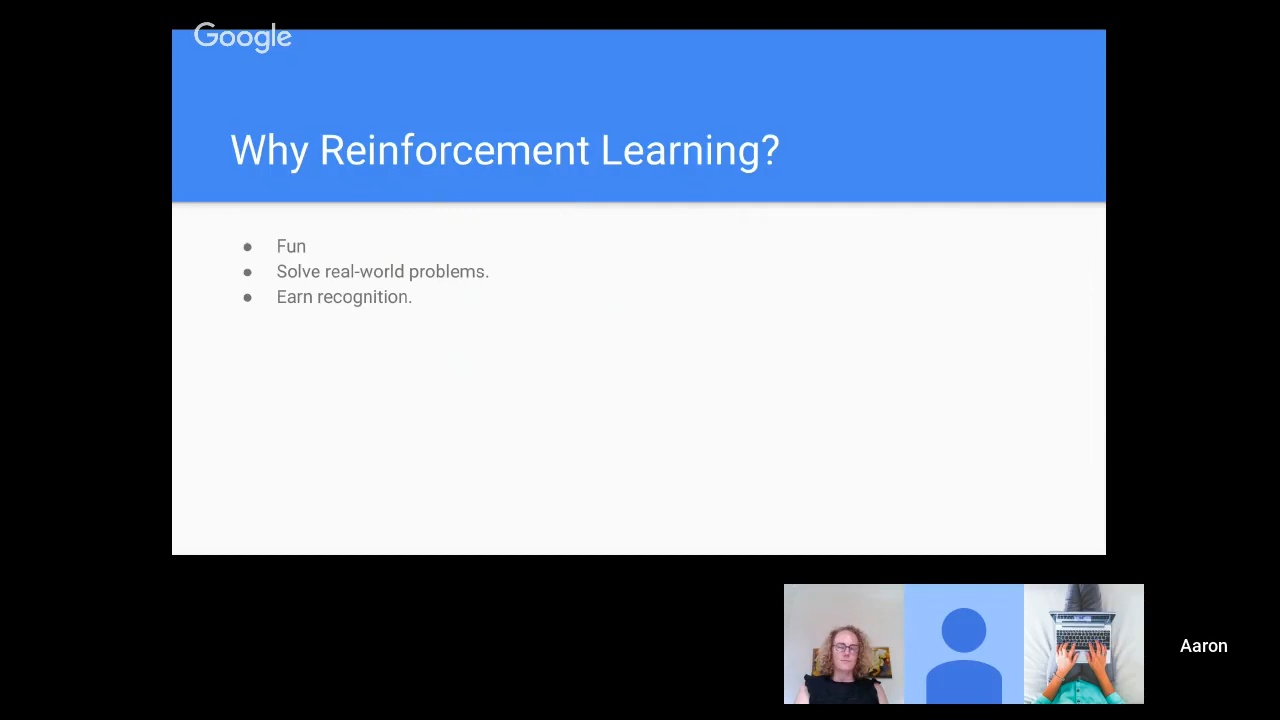 Google
Why Reinforcement Learning?
● Fun
● Solve real-world problems.
● Earn recognition.
Aaron